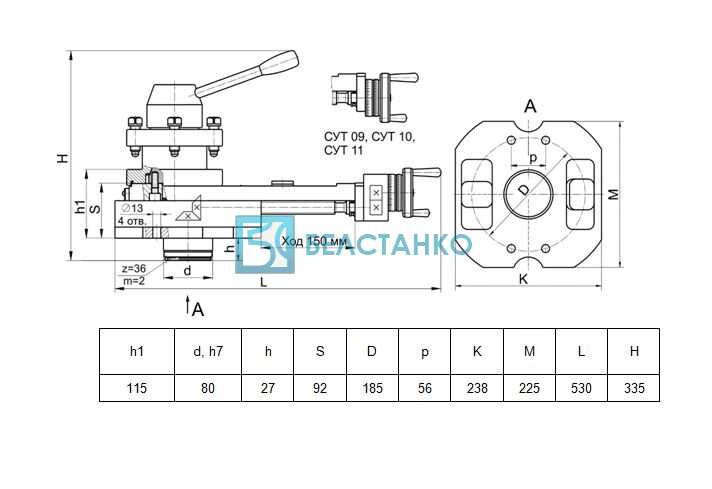 H
h1
S
∅13
4 отв.
z=36
m=2
d
h
L
А
СУТ 09, СУТ 10,
СУТ 11
Ход 150 мм
БЕЛСТАНКО
А
p
D
M
K
h1 d, h7 h S D p K M L H
115 80 27 92 185 56 238 225 530 335